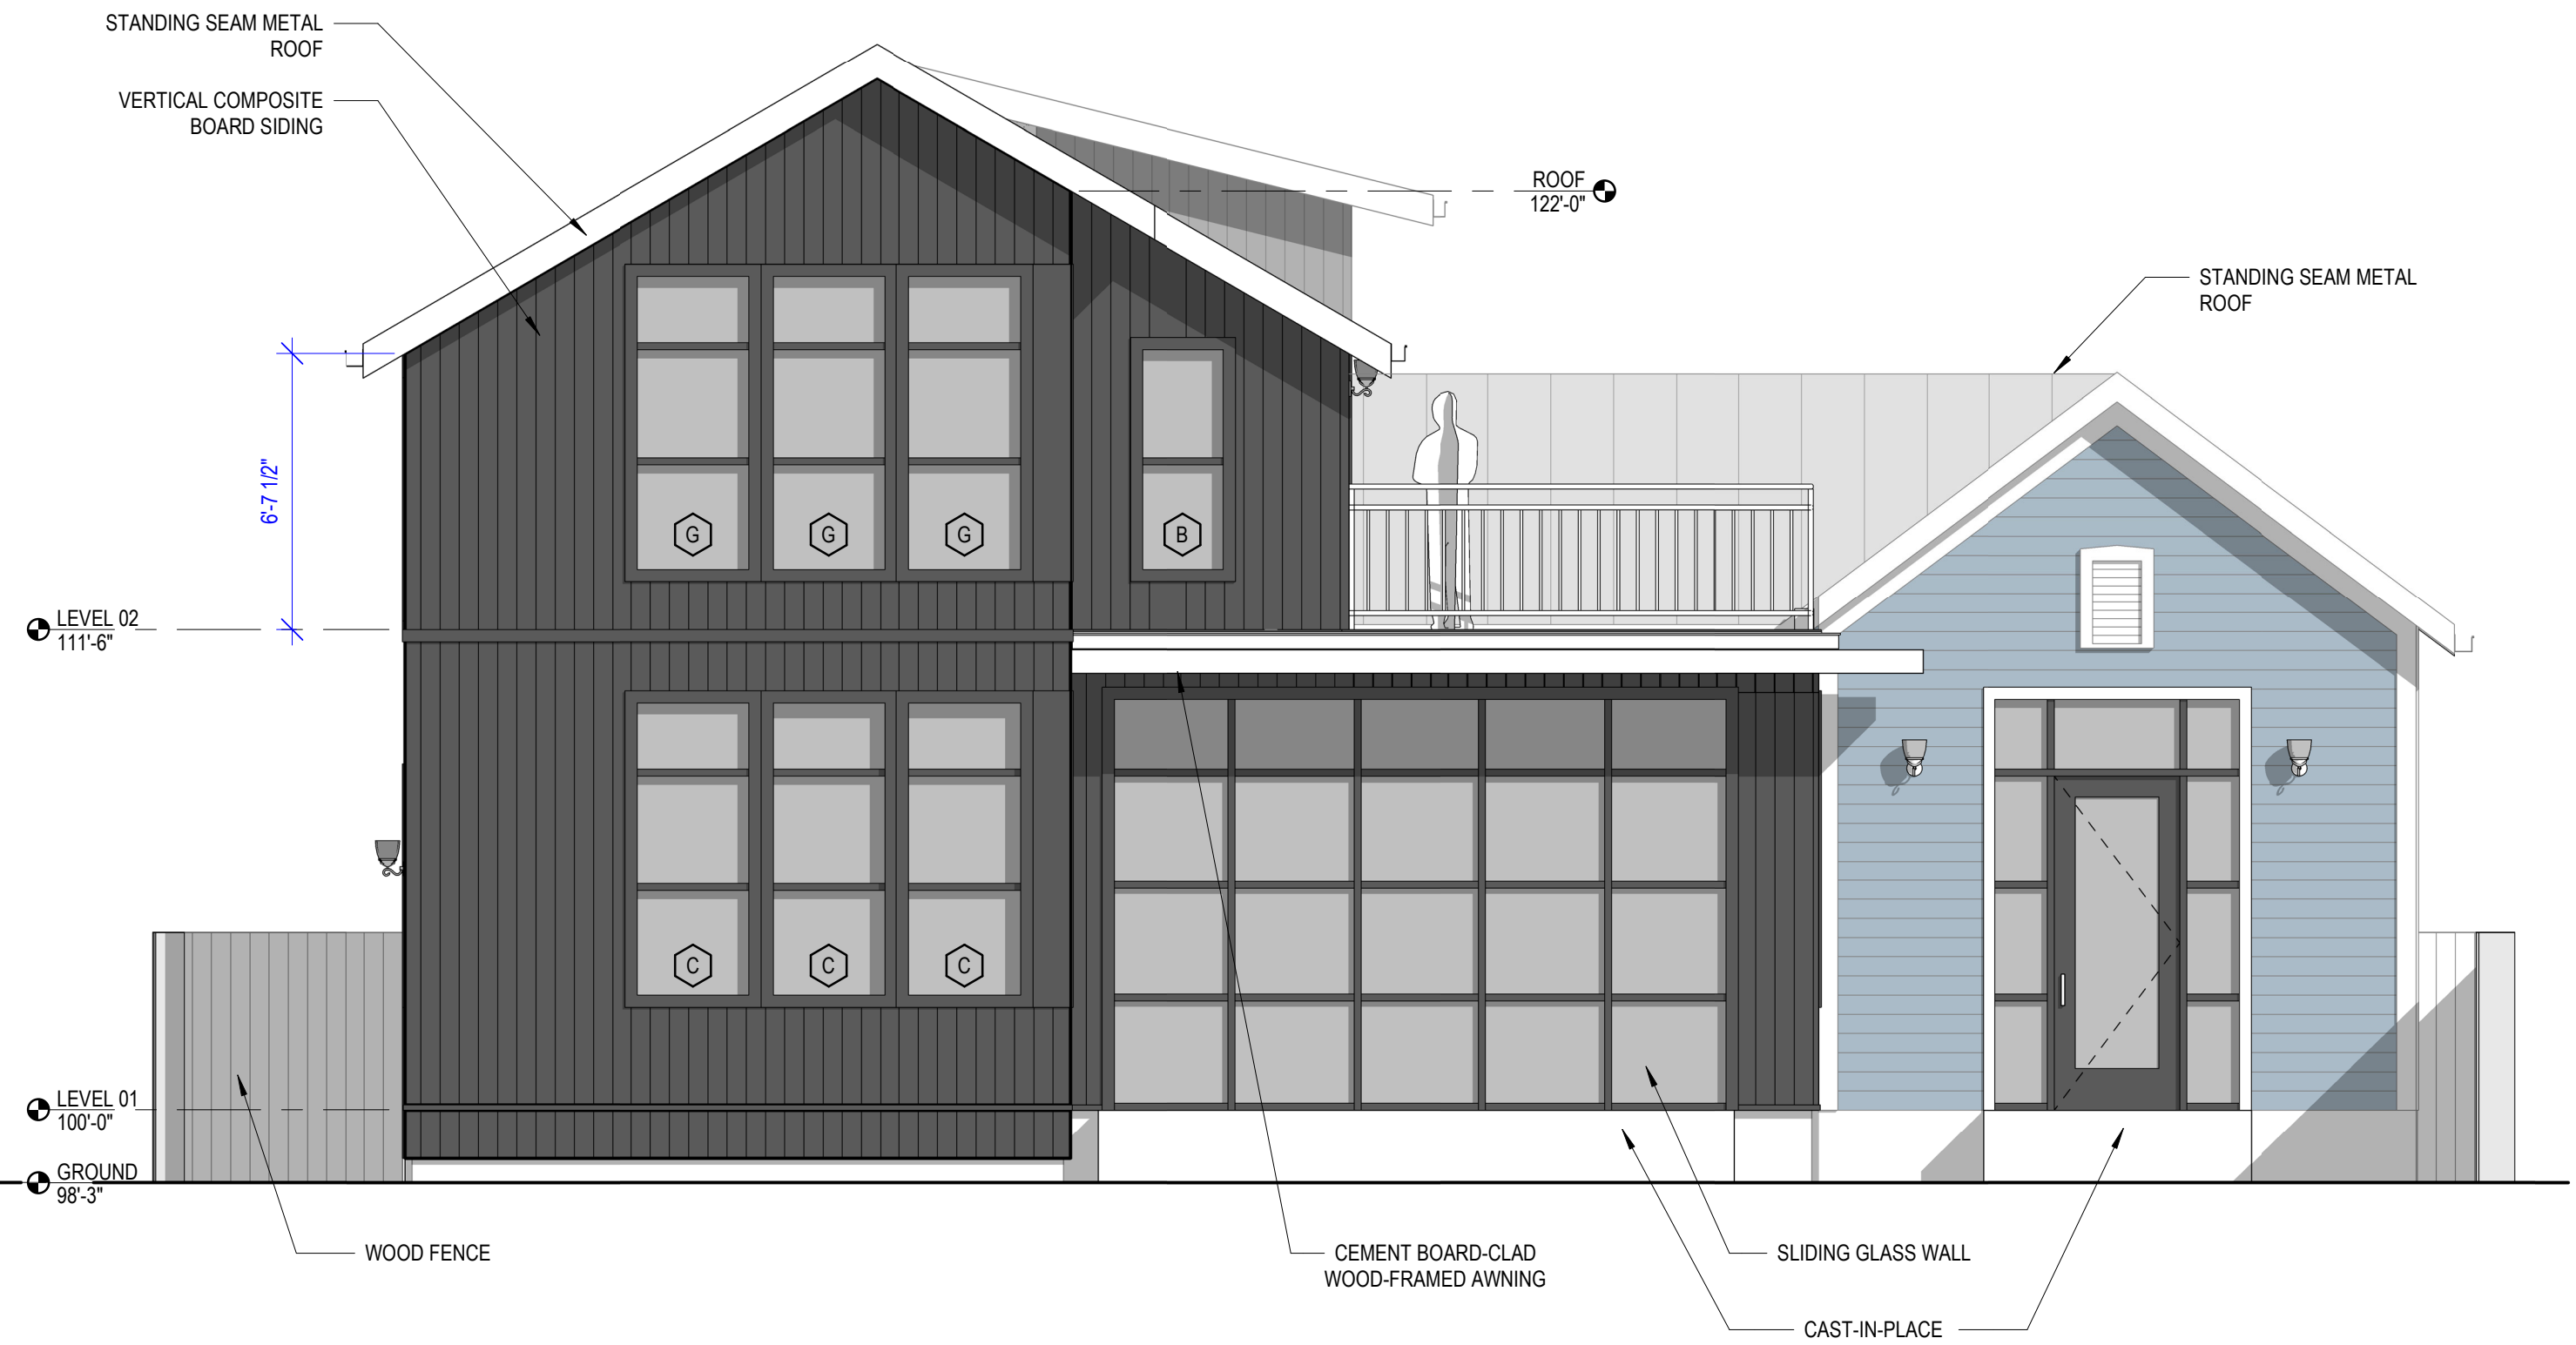 STANDING SEAM METAL
ROOF
VERTICAL COMPOSITE
BOARD SIDING
ROOF
122'-0"
STANDING SEAM METAL
ROOF
6'-7 1/2"
G
G
G
B
LEVEL 02
111'-6"
C
C
C
LEVEL 01
100'-0"
GROUND
98'-3"
WOOD FENCE
CEMENT BOARD-CLAD
WOOD-FRAMED AWNING
SLIDING GLASS WALL
CAST-IN-PLACE